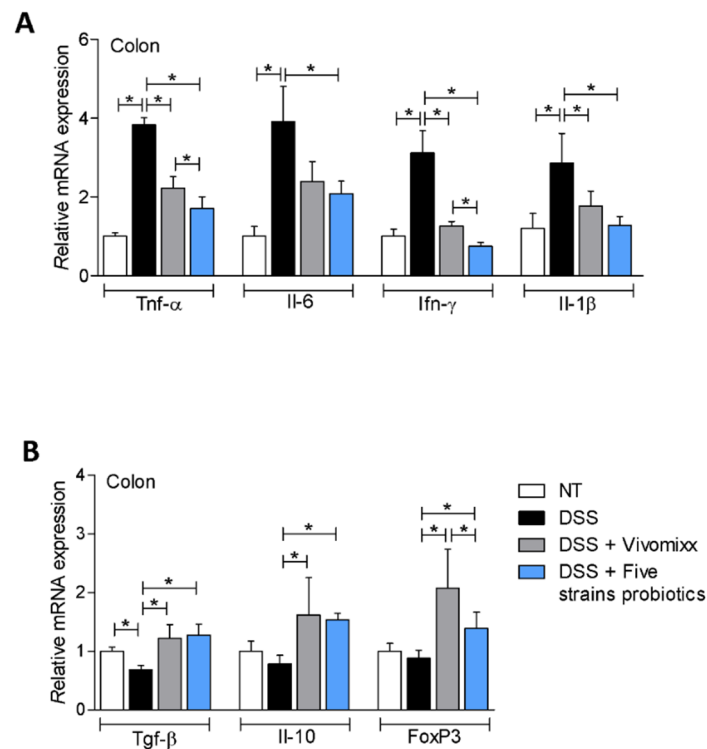 A
Colon
Relative mRNA expression
6
4
2
0
* * * *
* *
* * * *
* * * *
Tnf-α Il-6 Ifn-γ Il-1β
B
Colon
Relative mRNA expression
4
3
2
1
0
* * *
* *
* * * *
Tgf-β Il-10 FoxP3
NT
DSS
DSS + Vivomixx
DSS + Five
strains probiotics